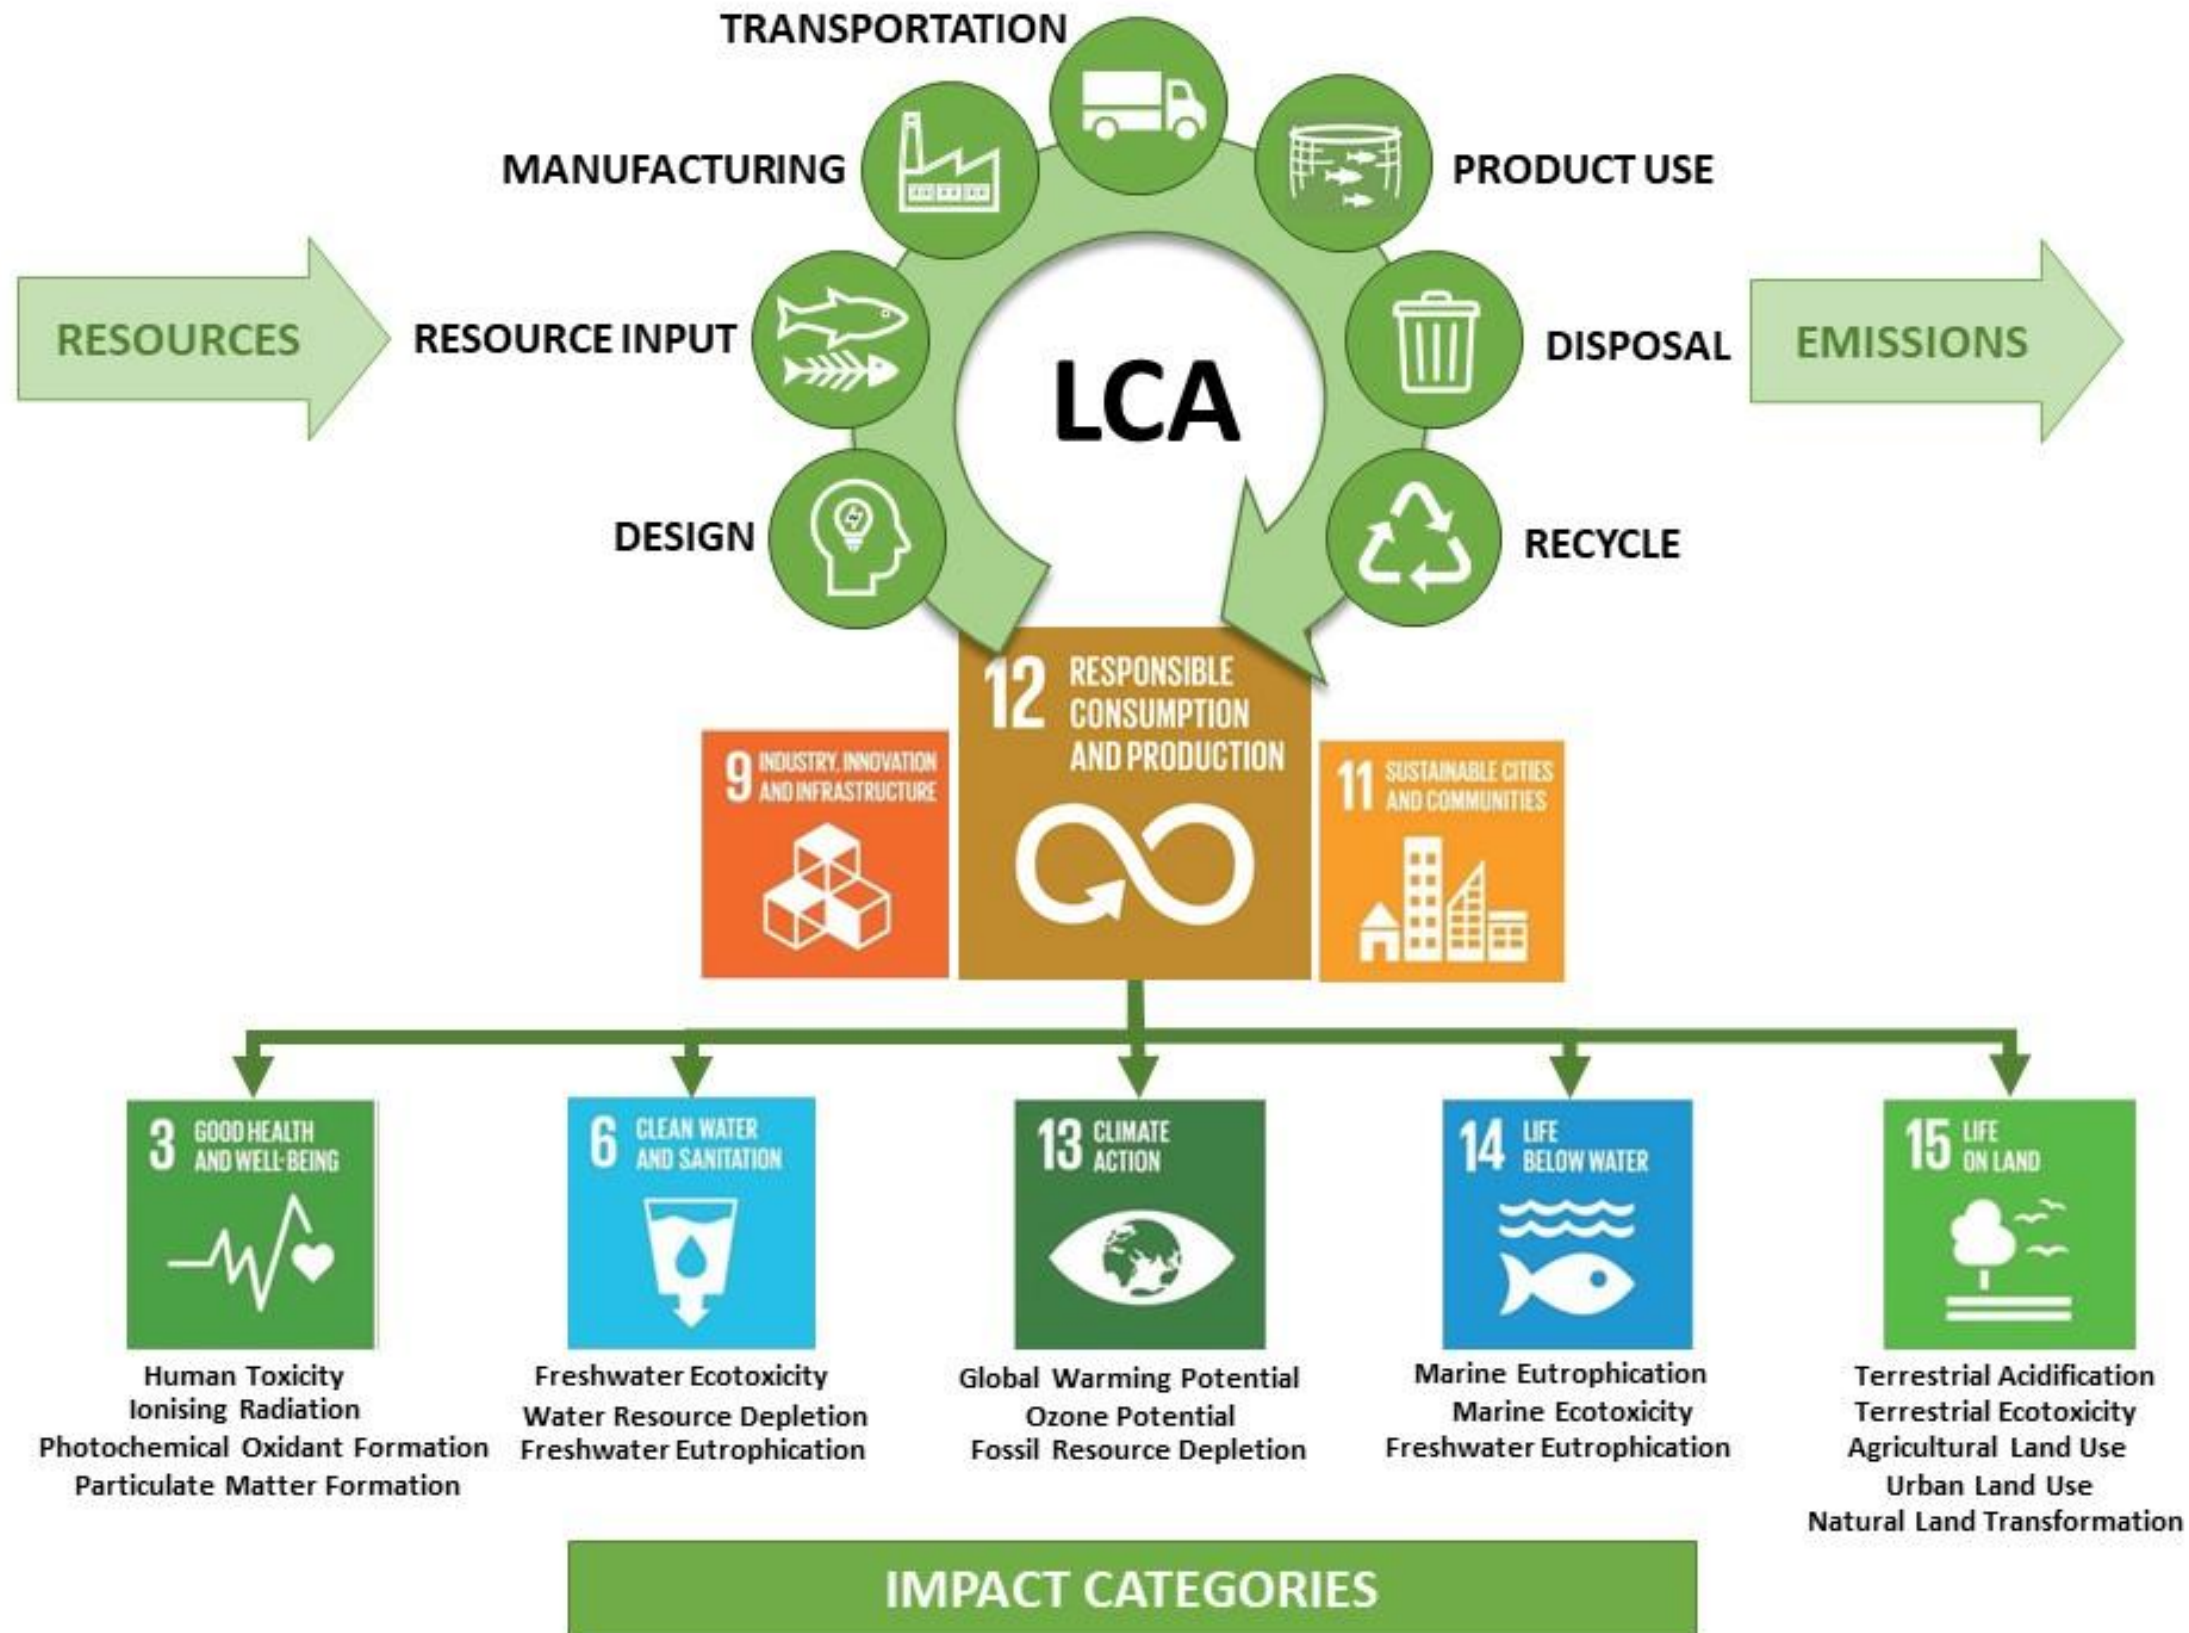 TRANSPORTATION
MANUFACTURING
PRODUCT USE
RESOURCES
RESOURCE INPUT
LCA
DISPOSAL
EMISSIONS
DESIGN
RECYCLE
12 RESPONSIBLE
CONSUMPTION
AND PRODUCTION
9 INDUSTRY, INNOVATION
AND INFRASTRUCTURE
11 SUSTAINABLE CITIES
AND COMMUNITIES
3 GOOD HEALTH
AND WELL-BEING
6 CLEAN WATER
AND SANITATION
13 CLIMATE
ACTION
14 LIFE
BELOW WATER
15 LIFE
ON LAND
Human Toxicity
Ionising Radiation
Photochemical Oxidant Formation
Particulate Matter Formation
Freshwater Ecotoxicity
Water Resource Depletion
Freshwater Eutrophication
Global Warming Potential
Ozone Potential
Fossil Resource Depletion
Marine Eutrophication
Marine Ecotoxicity
Freshwater Eutrophication
Terrestrial Acidification
Terrestrial Ecotoxicity
Agricultural Land Use
Urban Land Use
Natural Land Transformation
IMPACT CATEGORIES